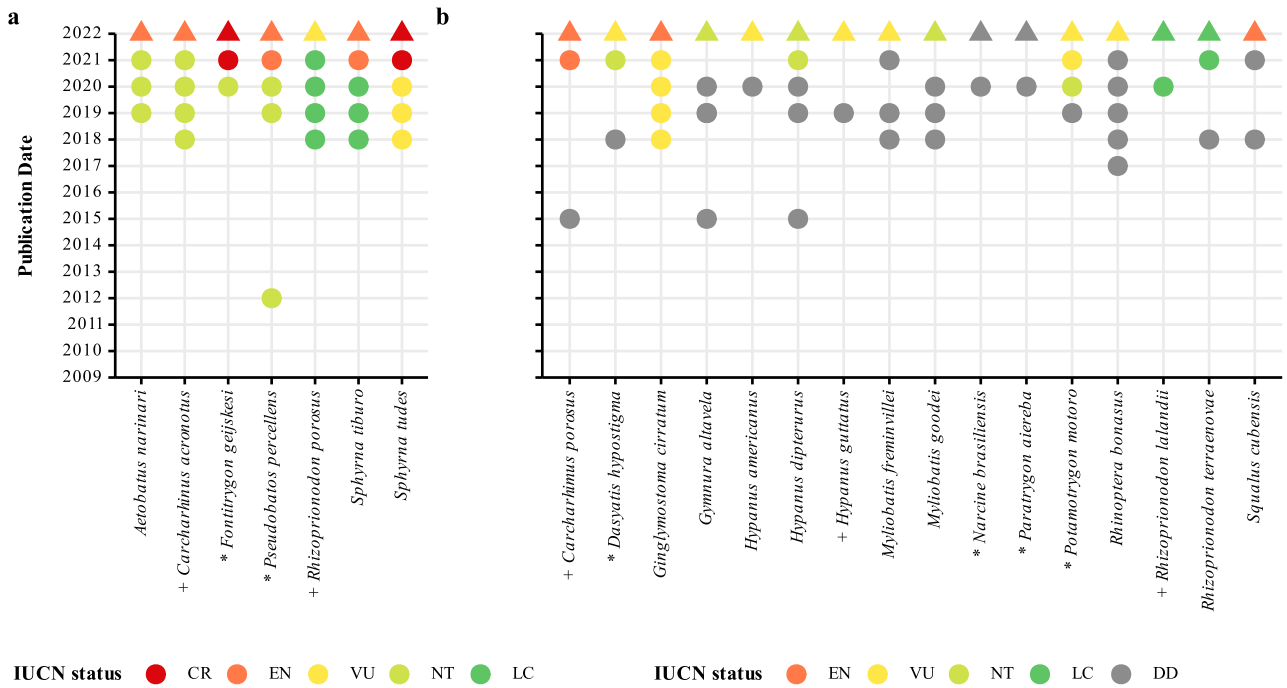 a
b
Publication Date
2022
2021
2020
2019
2018
2017
2016
2015
2014
2013
2012
2011
2010
2009
Aetobatus narinari
+ Carcharhinus acronotus
* Fontitrygon geijskesi
* Pseudobatos percellens
+ Rhizoprionodon porosus
Sphyrna tiburo
Sphyrna tudes
+ Carcharhimus porosus
* Dasyatis hypostigma
Ginglymostoma cirratum
Gymnura altavela
Hypanus americanus
Hypanus dipterurus
+ Hypanus guttatus
Myliobatis freminvillei
Myliobatis goodei
* Narcine brasiliensis
* Paratrygon aiereba
* Potamotrygon motoro
Rhinoptera bonasus
+ Rhizoprionodon lalandii
Rhizoprionodon terraenovae
Squalus cubensis
IUCN status CR EN VU NT LC
IUCN status EN VU NT LC DD